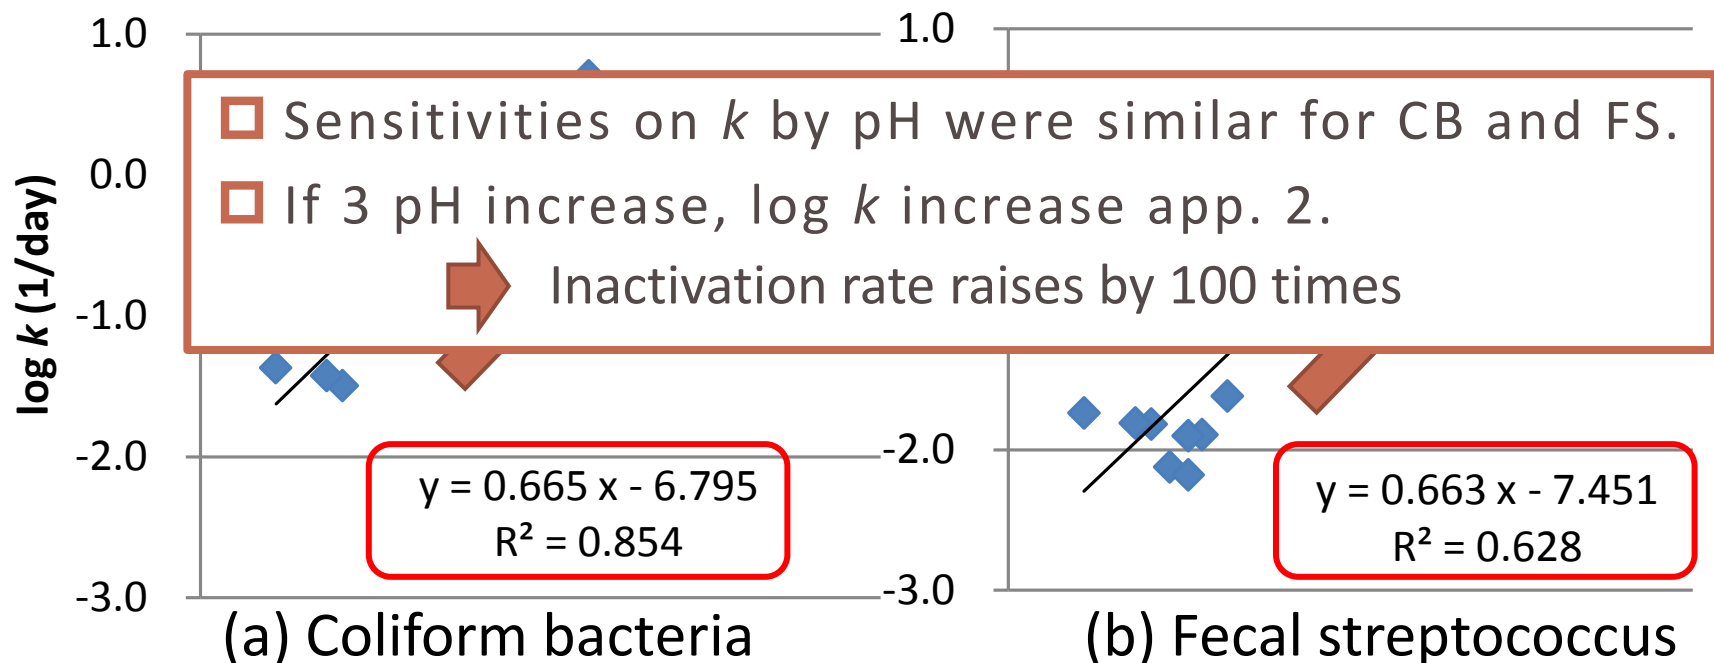 1.0
0.0
-1.0
-2.0
-3.0
log k (1/day)
1.0
-2.0
-3.0
Sensitivities on k by pH were similar for CB and FS.
If 3 pH increase, log k increase app. 2.
Inactivation rate raises by 100 times
y = 0.665 x - 6.795
R² = 0.854
y = 0.663 x - 7.451
R² = 0.628
(a) Coliform bacteria
(b) Fecal streptococcus